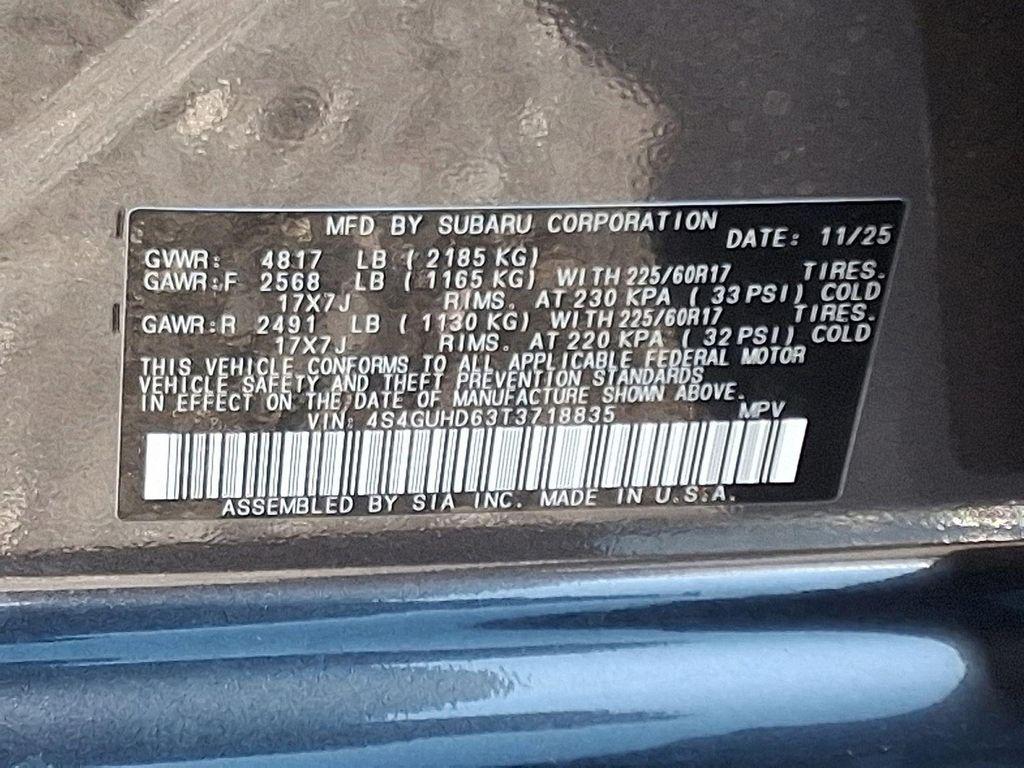 MFD BY SUBARU CORPORATION DATE: 11/25
GVWR: 4817 LB ( 2185 KG)
GAWR:F 2568 LB ( 1165 KG) WITH 225/60R17 TIRES.
17X7J RIMS. AT 230 KPA ( 33 PSI) COLD
GAWR:R 2491 LB ( 1130 KG) WITH 225/60R17 TIRES.
17X7J RIMS. AT 220 KPA ( 32 PSI) COLD
THIS VEHICLE CONFORMS TO ALL APPLICABLE FEDERAL MOTOR
VEHICLE SAFETY AND THEFT PREVENTION STANDARDS
IN EFFECT ON THE DATE OF MANUFACTURE SHOWN ABOVE.
VIN: 4S4GUHD63T3718835 MPV
ASSEMBLED BY SIA INC. MADE IN U.S.A.